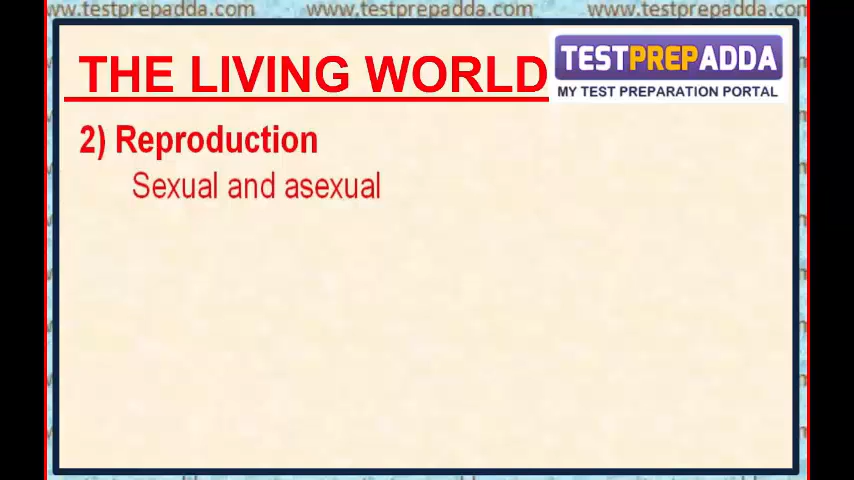 www.testprepadda.com www.testprepadda.com www.testprepadda.com
THE LIVING WORLD
TESTPREPADDA
MY TEST PREPARATION PORTAL
2) Reproduction
Sexual and asexual